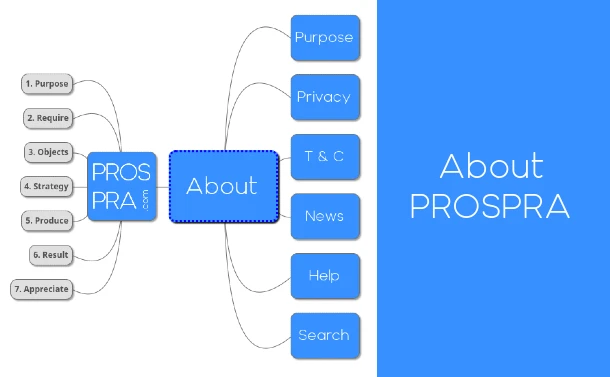 1. Purpose
2. Require
3. Objects
4. Strategy
5. Produce
6. Result
7. Appreciate
PROS
PRA.com
About
Purpose
Privacy
T & C
News
Help
Search
About
PROSPRA